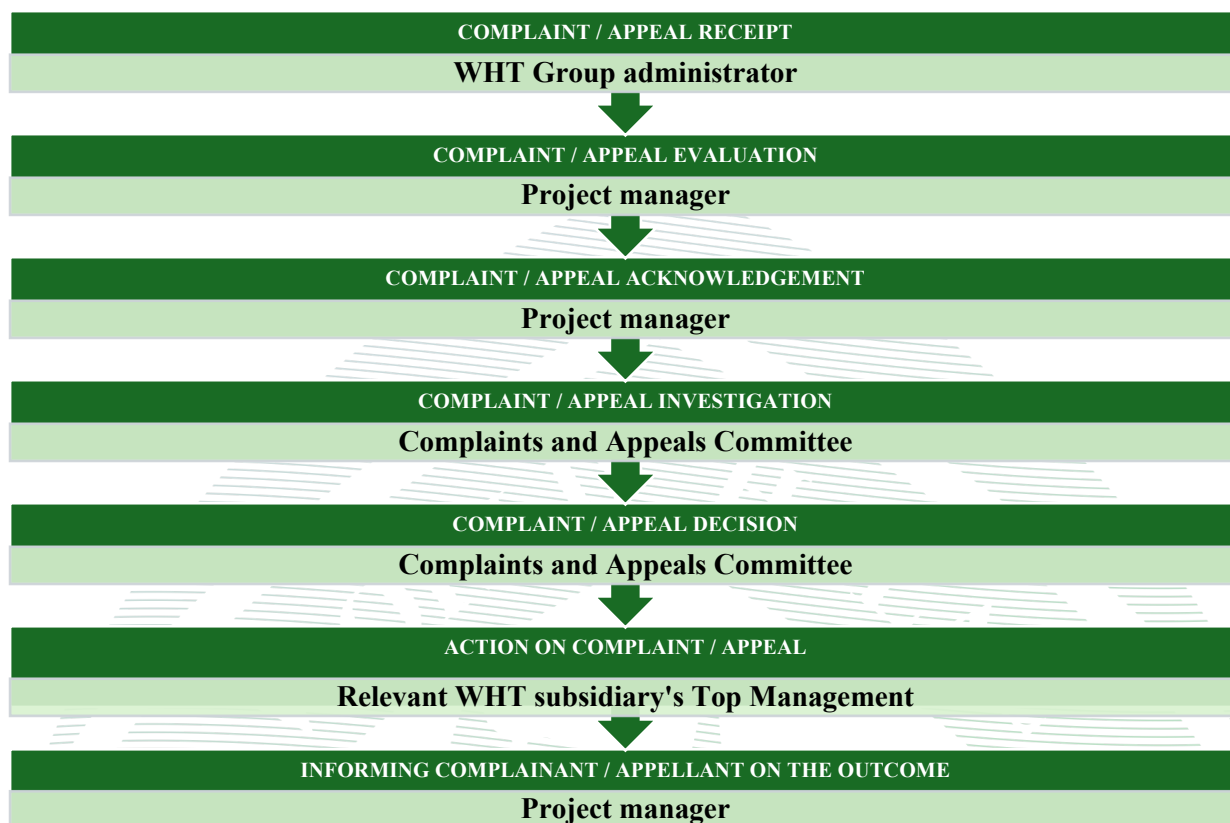 COMPLAINT / APPEAL RECEIPT
WHT Group administrator
COMPLAINT / APPEAL EVALUATION
Project manager
COMPLAINT / APPEAL ACKNOWLEDGEMENT
Project manager
COMPLAINT / APPEAL INVESTIGATION
Complaints and Appeals Committee
COMPLAINT / APPEAL DECISION
Complaints and Appeals Committee
ACTION ON COMPLAINT / APPEAL
Relevant WHT subsidiary's Top Management
INFORMING COMPLAINANT / APPELLANT ON THE OUTCOME
Project manager